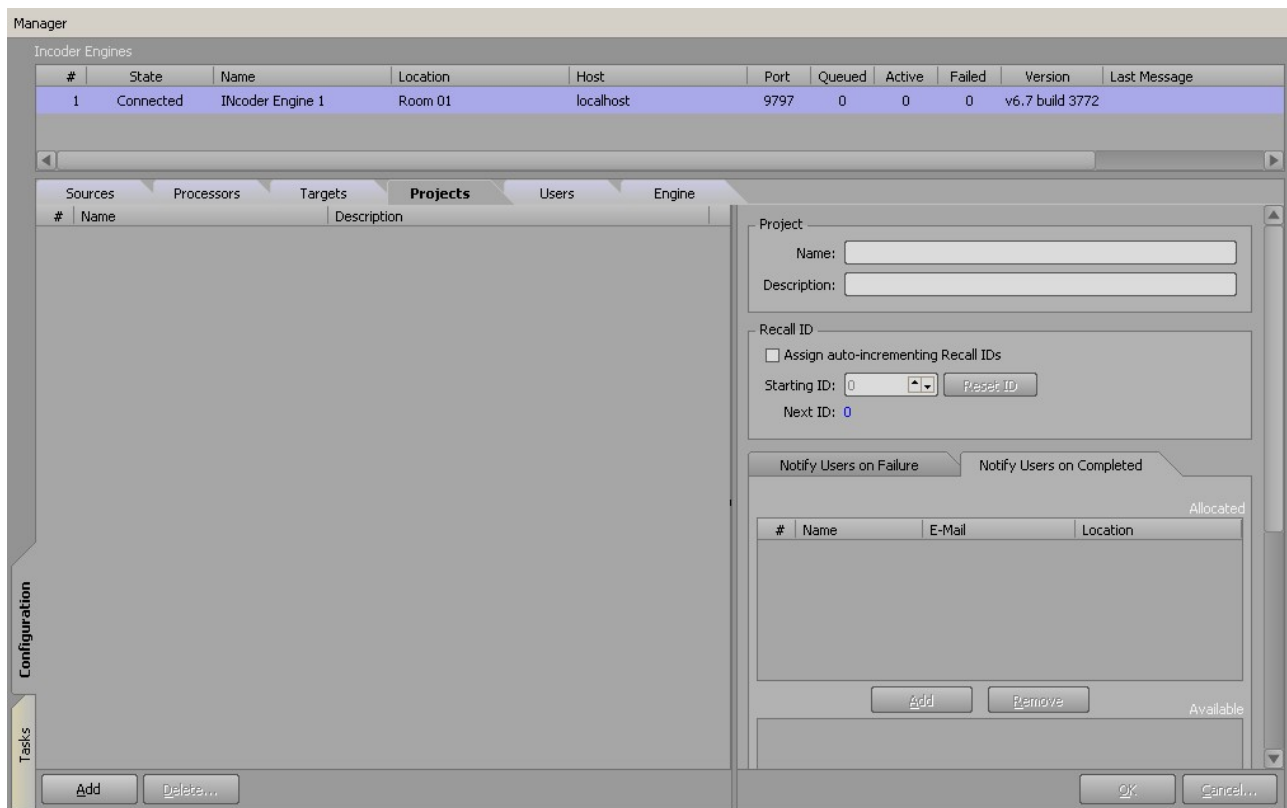 Manager
Incoder Engines
# State Name Location Host Port Queued Active Failed Version Last Message
1 Connected INcoder Engine 1 Room 01 localhost 9797 0 0 0 v6.7 build 3772
Sources Processors Targets Projects Users Engine
# Name Description
Project
Name:
Description:
Recall ID
Assign auto-incrementing Recall IDs
Starting ID: 0 Reset ID
Next ID: 0
Notify Users on Failure Notify Users on Completed
Allocated
# Name E-Mail Location
Configuration
Add Remove
Available
Tasks
Add Delete... OK Cancel...